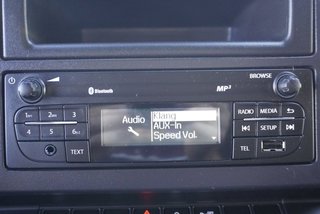 BROWSE
Bluetooth
MP3
1
2
3
4
5
6
TEXT
Audio
Klang
AUX-In
Speed Vol.
RADIO
MEDIA
SETUP
TEL